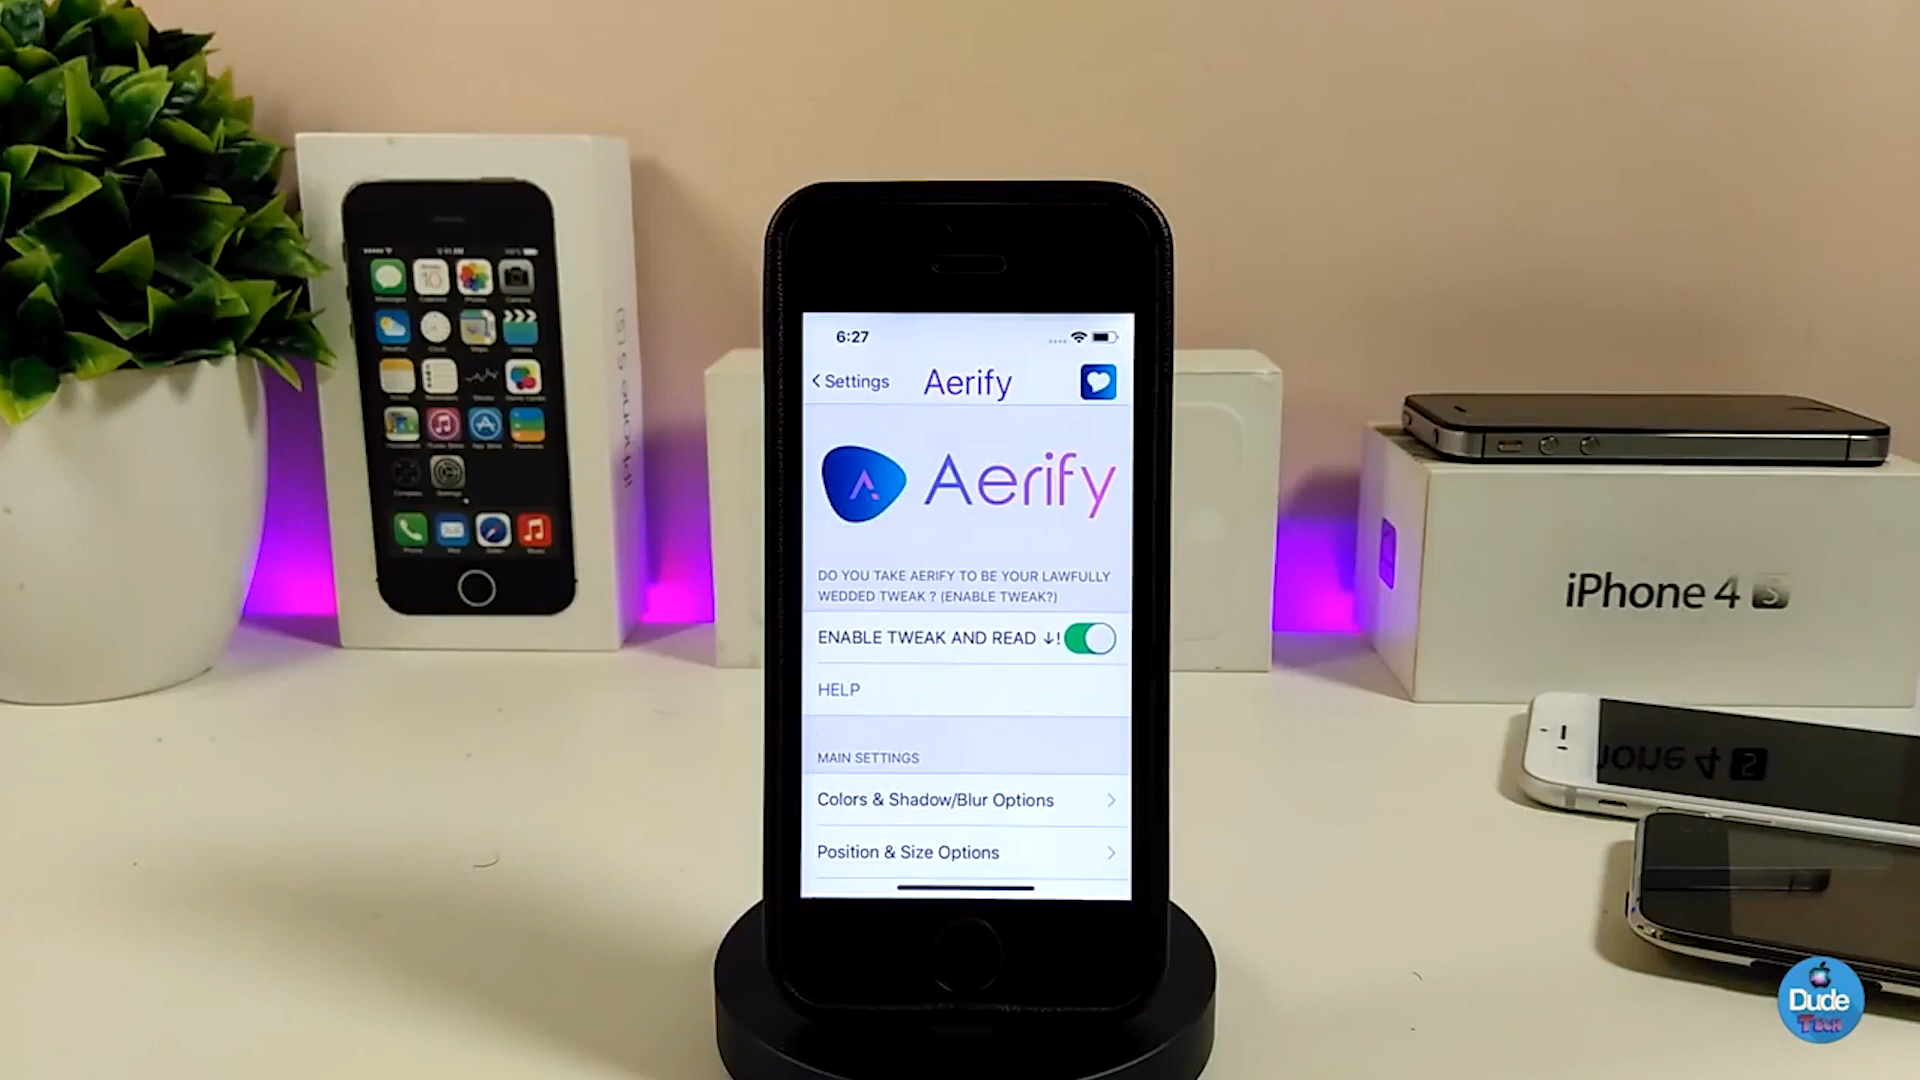 6:27
Settings
Aerify
Aerify
DO YOU TAKE AERIFY TO BE YOUR LAWFULLY
WEDDED TWEAK ? (ENABLE TWEAK?)
ENABLE TWEAK AND READ ↓!
HELP
MAIN SETTINGS
Colors & Shadow/Blur Options
Position & Size Options
iPhone 4 S
Dude
Tech